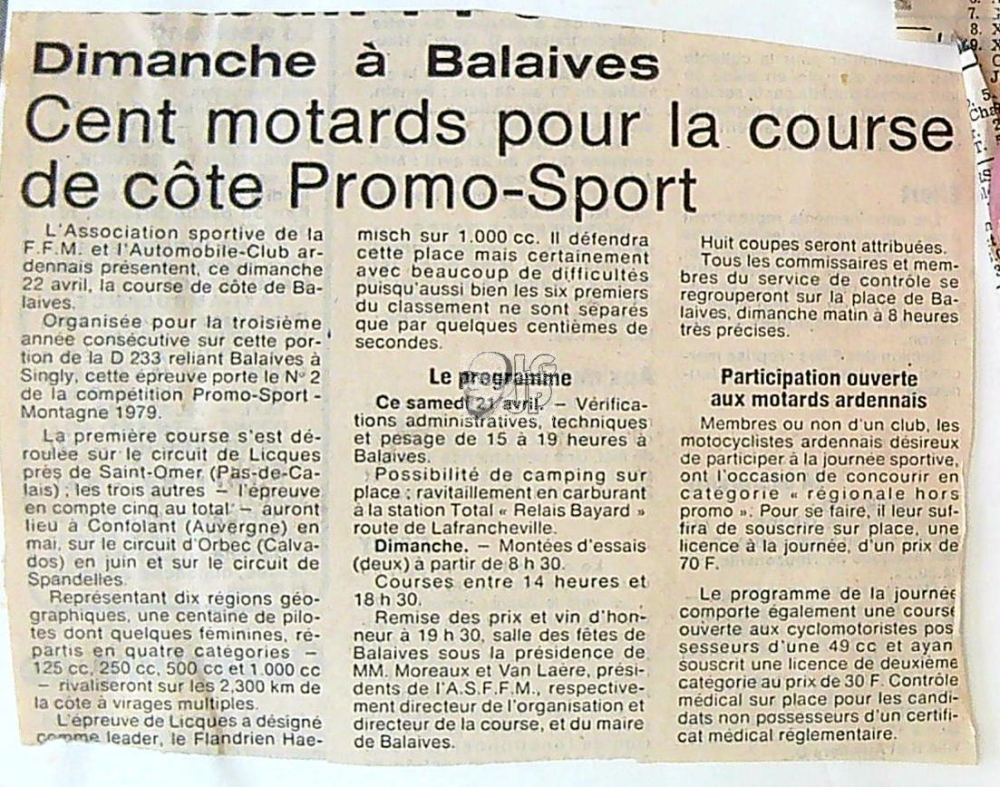 Dimanche à Balaives
Cent motards pour la course
de côte Promo-Sport
L'Association sportive de la
F.F.M. et l'Automobile-Club ar-
dennais présentent, ce dimanche
22 avril, la course de côte de Ba-
laives.
Organisée pour la troisième
année consécutive sur cette por-
tion de la D 233 reliant Balaives à
Singly, cette épreuve porte le N° 2
de la compétition Promo-Sport -
Montagne 1979.
La première course s'est dé-
roulée sur le circuit de Licques
près de Saint-Omer (Pas-de-Ca-
lais) ; les trois autres — l'épreuve
en compte cinq au total — auront
lieu à Confolant (Auvergne) en
mai, sur le circuit d'Orbec (Calva-
dos) en juin et sur le circuit de
Spandelles.
Représentant dix régions géo-
graphiques, une centaine de pilo-
tes dont quelques féminines, ré-
partis en quatre catégories —
125 cc, 250 cc, 500 cc et 1.000 cc
— rivaliseront sur les 2,300 km de
la côte à virages multiples.
L'épreuve de Licques a désigné
comme leader, le Flandrien Hae-
misch sur 1.000 cc. Il défendra
cette place mais certainement
avec beaucoup de difficultés
puisqu'aussi bien les six premiers
du classement ne sont séparés
que par quelques centièmes de
secondes.
Le programme
Ce samedi 21 avril. — Vérifica-
tions administratives, techniques
et pesage de 15 à 19 heures à
Balaives.
Possibilité de camping sur
place ; ravitaillement en carburant
à la station Total « Relais Bayard »
route de Lafrancheville.
Dimanche. — Montées d'essais
(deux) à partir de 8 h 30.
Courses entre 14 heures et
18 h 30.
Remise des prix et vin d'hon-
neur à 19 h 30, salle des fêtes de
Balaives sous la présidence de
MM. Moreaux et Van Laère, prési-
dents de l'A.S.F.F.M., respective-
ment directeur de l'organisation et
directeur de la course, et du maire
de Balaives.
Huit coupes seront attribuées.
Tous les commissaires et mem-
bres du service de contrôle se
regrouperont sur la place de Ba-
laives, dimanche matin à 8 heures
très précises.
Participation ouverte
aux motards ardennais
Membres ou non d'un club, les
motocyclistes ardennais désireux
de participer à la journée sportive,
ont l'occasion de concourir en
catégorie « régionale hors
promo ». Pour se faire, il leur suf-
fira de souscrire sur place, une
licence à la journée, d'un prix de
70 F.
Le programme de la journée
comporte également une course
ouverte aux cyclomotoristes pos
sesseurs d'une 49 cc et ayan
souscrit une licence de deuxième
catégorie au prix de 30 F. Contrôle
médical sur place pour les candi-
dats non possesseurs d'un certifi-
cat médical réglementaire.